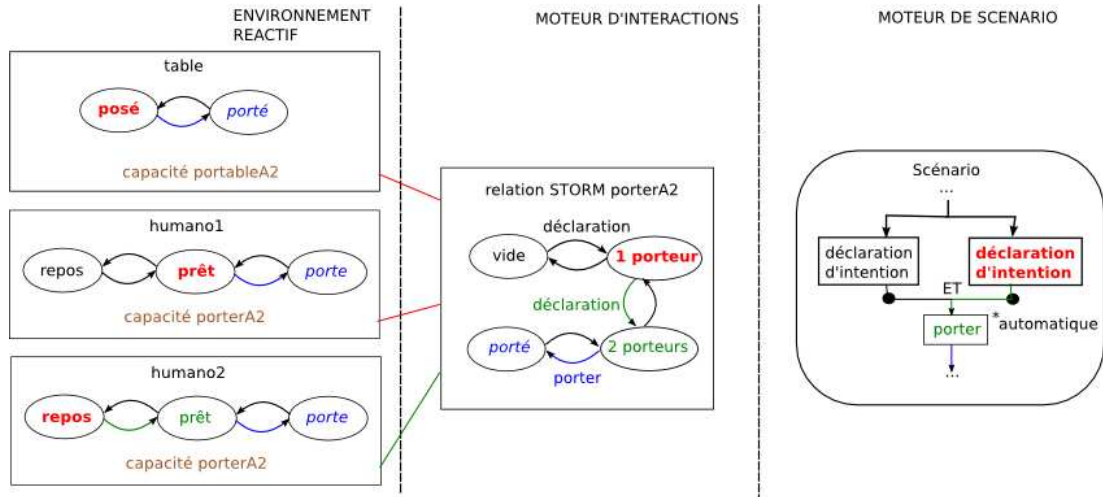 ENVIRONNEMENT
REACTIF
table
posé
porté
capacité portableA2
humano1
repos
prêt
porte
capacité porterA2
humano2
repos
prêt
porte
capacité porterA2
MOTEUR D'INTERACTIONS
relation STORM porterA2
déclaration
vide
1 porteur
déclaration
porté
2 porteurs
porter
MOTEUR DE SCENARIO
Scénario
...
déclaration
d'intention
déclaration
d'intention
ET
porter
*automatique
...